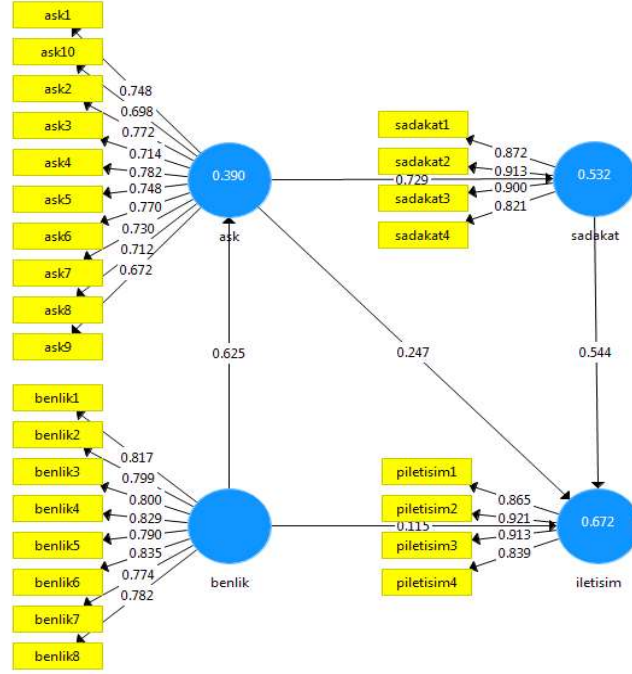 ask1
ask10
ask2
ask3
ask4
ask5
ask6
ask7
ask8
ask9
0.748
0.698
0.772
0.714
0.782
0.748
0.770
0.730
0.712
0.672
0.390
ask
0.729
sadakat1
sadakat2
sadakat3
sadakat4
0.872
0.913
0.900
0.821
0.532
sadakat
0.625
0.247
0.544
benlik1
benlik2
benlik3
benlik4
benlik5
benlik6
benlik7
benlik8
0.817
0.799
0.800
0.829
0.790
0.835
0.774
0.782
benlik
0.115
piletisim1
piletisim2
piletisim3
piletisim4
0.865
0.921
0.913
0.839
0.672
iletisim